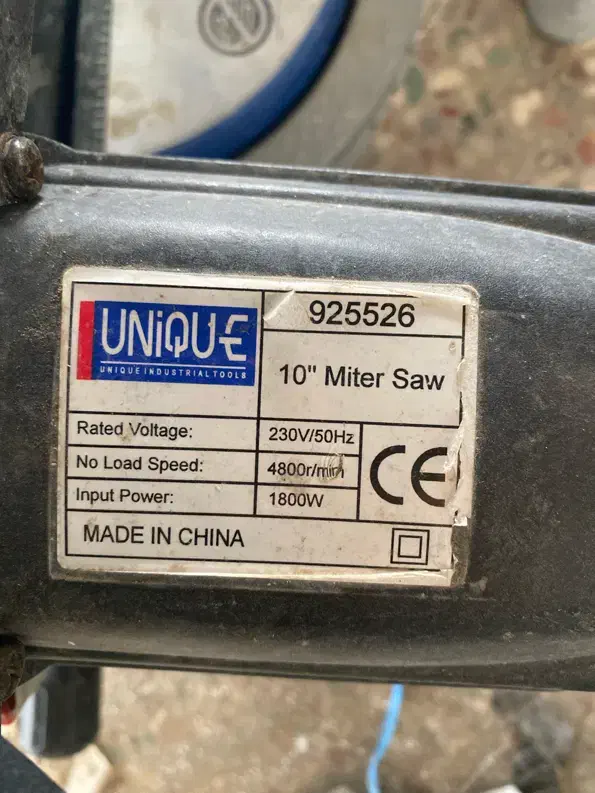 UNiQUE
UNIQUE INDUSTRIAL TOOLS
925526
10" Miter Saw
Rated Voltage: 230V/50Hz
No Load Speed: 4800r/min
Input Power: 1800W
CE
MADE IN CHINA